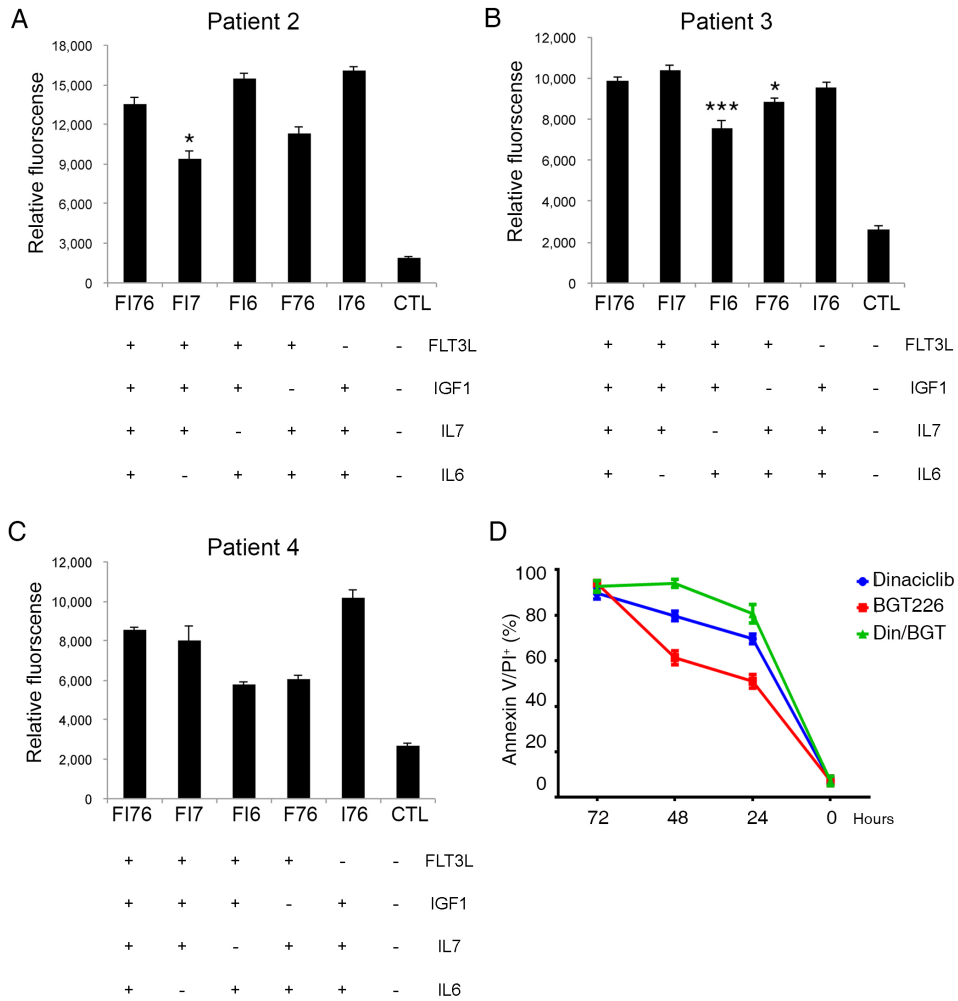 A
Patient 2
Relative fluorscense
18,000
15,000
12,000
9,000
6,000
3,000
0
*
FI76 FI7 FI6 F76 I76 CTL
+ + + + - - FLT3L
+ + + - + - IGF1
+ + - + + - IL7
+ - + + + - IL6
B
Patient 3
Relative fluorscense
12,000
10,000
8,000
6,000
4,000
2,000
0
*** *
FI76 FI7 FI6 F76 I76 CTL
+ + + + - - FLT3L
+ + + - + - IGF1
+ + - + + - IL7
+ - + + + - IL6
C
Patient 4
Relative fluorscense
12,000
10,000
8,000
6,000
4,000
2,000
0
FI76 FI7 FI6 F76 I76 CTL
+ + + + - - FLT3L
+ + + - + - IGF1
+ + - + + - IL7
+ - + + + - IL6
D
Annexin V/PI⁺ (%)
100
80
60
40
20
0
72 48 24 0 Hours
Dinaciclib
BGT226
Din/BGT